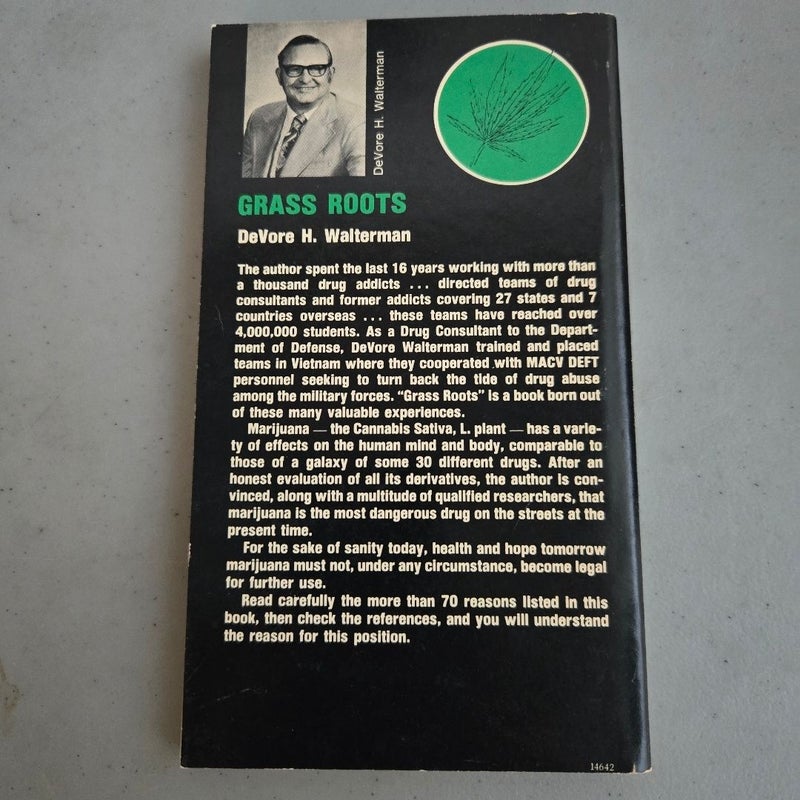 DeVore H. Walterman
GRASS ROOTS
DeVore H. Walterman
The author spent the last 16 years working with more than
a thousand drug addicts ... directed teams of drug
consultants and former addicts covering 27 states and 7
countries overseas ... these teams have reached over
4,000,000 students. As a Drug Consultant to the Depart-
ment of Defense, DeVore Walterman trained and placed
teams in Vietnam where they cooperated with MACV DEFT
personnel seeking to turn back the tide of drug abuse
among the military forces. "Grass Roots" is a book born out
of these many valuable experiences.
Marijuana — the Cannabis Sativa, L. plant — has a varie-
ty of effects on the human mind and body, comparable to
those of a galaxy of some 30 different drugs. After an
honest evaluation of all its derivatives, the author is con-
vinced, along with a multitude of qualified researchers, that
marijuana is the most dangerous drug on the streets at the
present time.
For the sake of sanity today, health and hope tomorrow
marijuana must not, under any circumstance, become legal
for further use.
Read carefully the more than 70 reasons listed in this
book, then check the references, and you will understand
the reason for this position.
14642